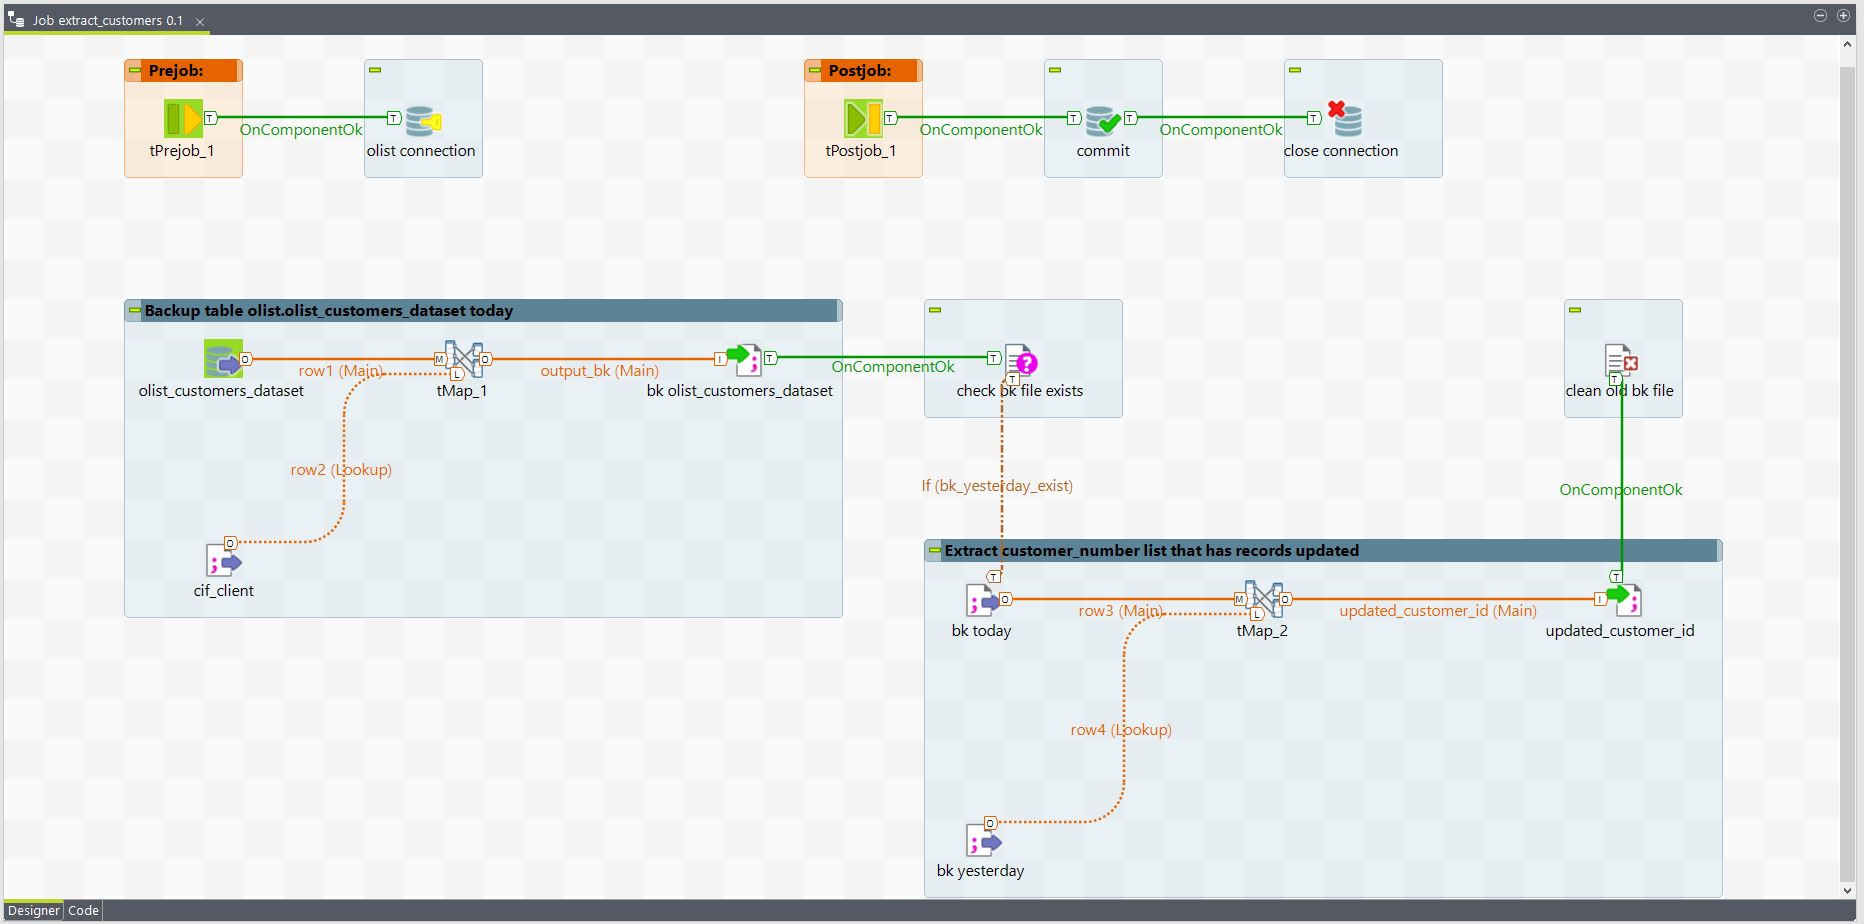 Job extract_customers 0.1
Prejob:
T
T
OnComponentOk
tPrejob_1
olist connection
Postjob:
T
T
T
T
OnComponentOk
OnComponentOk
tPostjob_1
commit
close connection
Backup table olist.olist_customers_dataset today
O
M
O
I
T
T
L
T
row1 (Main)
output_bk (Main)
OnComponentOk
olist_customers_dataset
tMap_1
bk olist_customers_dataset
check bk file exists
T
clean old bk file
row2 (Lookup)
If (bk_yesterday_exist)
OnComponentOk
O
cif_client
Extract customer_number list that has records updated
T
T
O
M
O
I
L
row3 (Main)
updated_customer_id (Main)
bk today
tMap_2
updated_customer_id
row4 (Lookup)
O
bk yesterday
Designer
Code